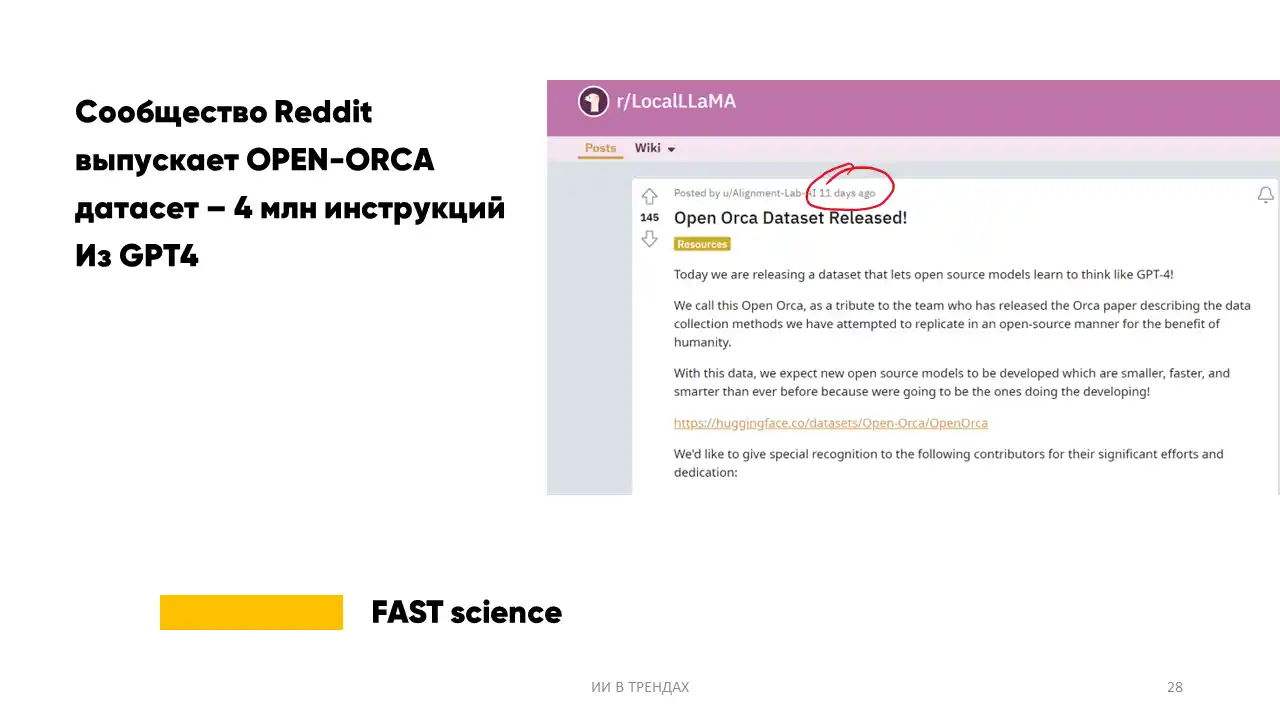 Сообщество Reddit
выпускает OPEN-ORCA
датасет – 4 млн инструкций
Из GPT4
r/LocalLLaMA
Posts Wiki
Posted by u/Alignment-Lab-AI 11 days ago
145
Open Orca Dataset Released!
Resources
Today we are releasing a dataset that lets open source models learn to think like GPT-4!
We call this Open Orca, as a tribute to the team who has released the Orca paper describing the data
collection methods we have attempted to replicate in an open-source manner for the benefit of
humanity.
With this data, we expect new open source models to be developed which are smaller, faster, and
smarter than ever before because were going to be the ones doing the developing!
https://huggingface.co/datasets/Open-Orca/OpenOrca
We'd like to give special recognition to the following contributors for their significant efforts and
dedication:
FAST science
ИИ В ТРЕНДАХ
28